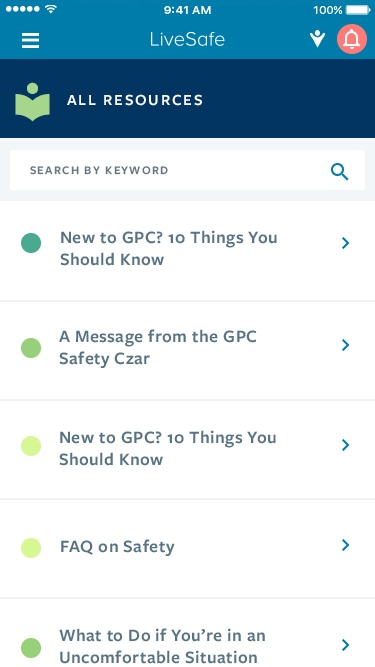 9:41 AM
100%
LiveSafe
ALL RESOURCES
SEARCH BY KEYWORD
New to GPC? 10 Things You
Should Know
A Message from the GPC
Safety Czar
New to GPC? 10 Things You
Should Know
FAQ on Safety
What to Do if You’re in an
Uncomfortable Situation